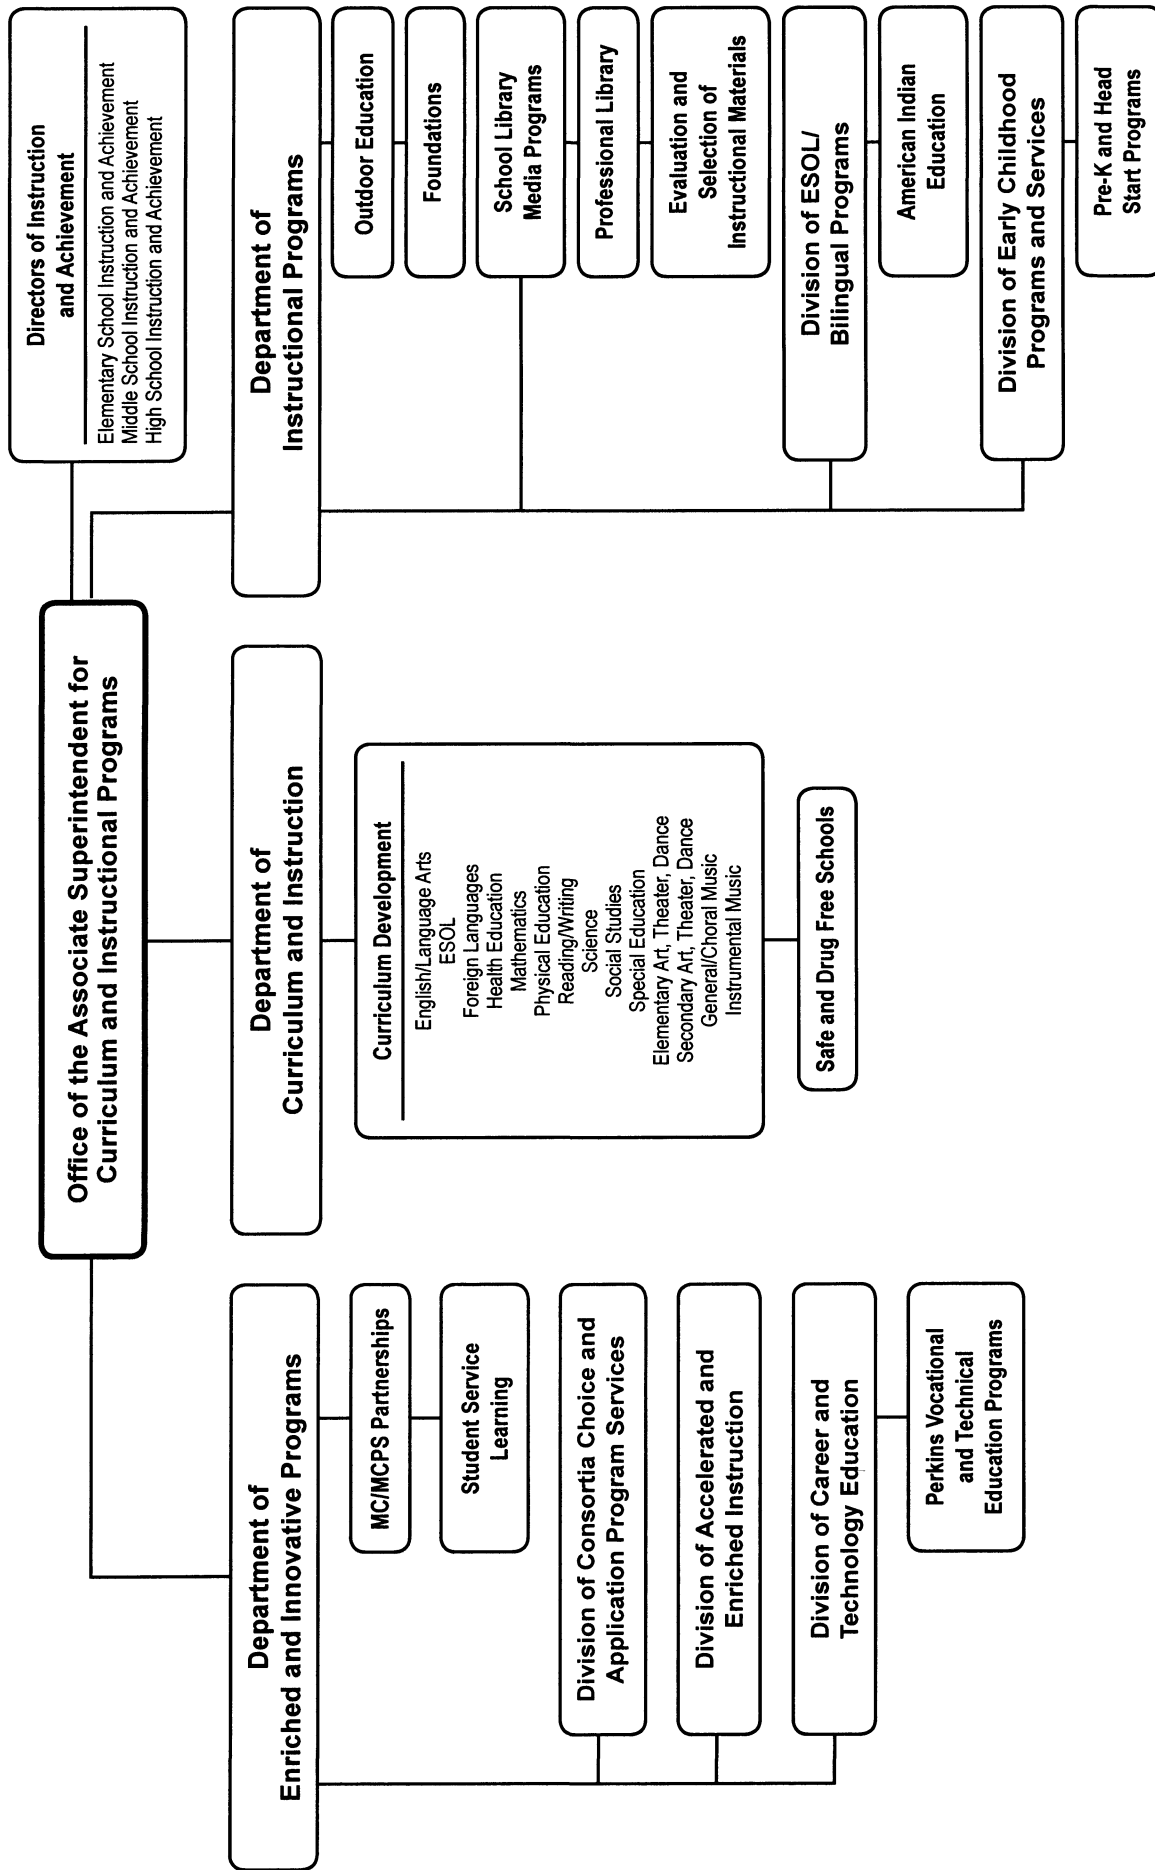 Office of the Associate Superintendent for
Curriculum and Instructional Programs
Directors of Instruction
and Achievement
Elementary School Instruction and Achievement
Middle School Instruction and Achievement
High School Instruction and Achievement
Department of
Enriched and Innovative Programs
MC/MCPS Partnerships
Student Service
Learning
Division of Consortia Choice and
Application Program Services
Division of Accelerated and
Enriched Instruction
Division of Career and
Technology Education
Perkins Vocational
and Technical
Education Programs
Department of
Curriculum and Instruction
Curriculum Development
English/Language Arts
ESOL
Foreign Languages
Health Education
Mathematics
Physical Education
Reading/Writing
Science
Social Studies
Special Education
Elementary Art, Theater, Dance
Secondary Art, Theater, Dance
General/Choral Music
Instrumental Music
Safe and Drug Free Schools
Department of
Instructional Programs
Outdoor Education
Foundations
School Library
Media Programs
Professional Library
Evaluation and
Selection of
Instructional Materials
Division of ESOL/
Bilingual Programs
American Indian
Education
Division of Early Childhood
Programs and Services
Pre-K and Head
Start Programs